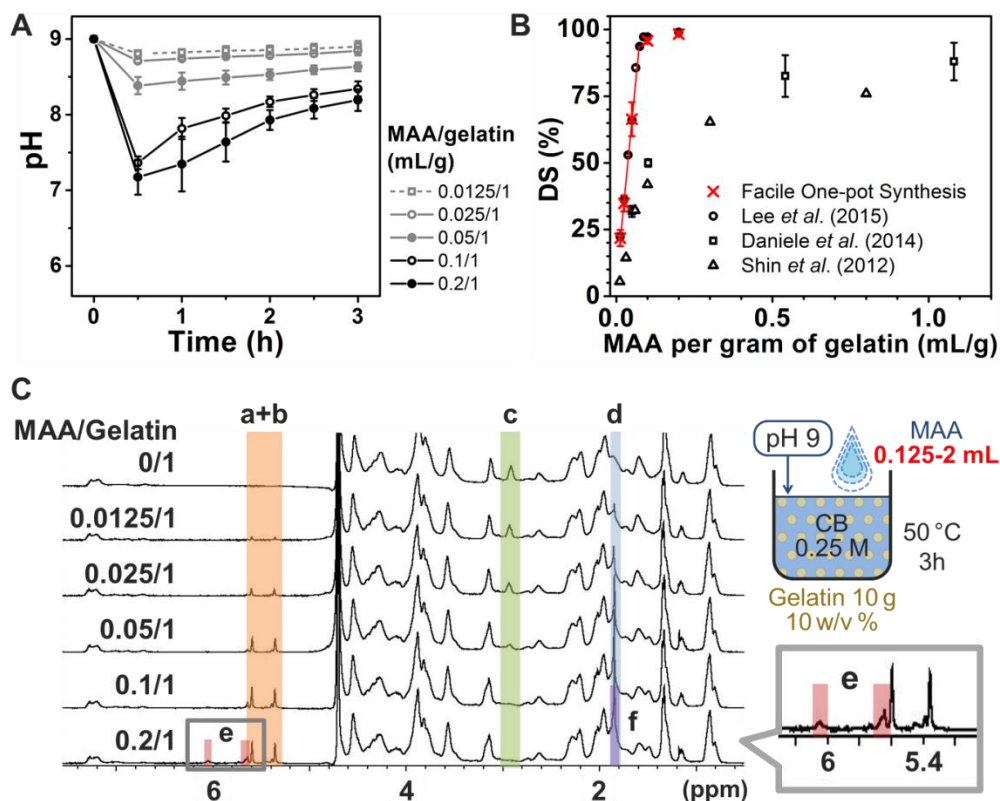 A
9
8
7
6
pH
0
1
2
3
Time (h)
MAA/gelatin
(mL/g)
0.0125/1
0.025/1
0.05/1
0.1/1
0.2/1
B
100
75
50
25
0
DS (%)
Facile One-pot Synthesis
Lee et al. (2015)
Daniele et al. (2014)
Shin et al. (2012)
0.0
0.5
1.0
MAA per gram of gelatin (mL/g)
C
MAA/Gelatin
a+b
c
d
0/1
0.0125/1
0.025/1
0.05/1
0.1/1
0.2/1
e
f
6
4
2
(ppm)
pH 9
MAA
0.125-2 mL
CB
0.25 M
50 °C
3h
Gelatin 10 g
10 w/v %
e
6
5.4